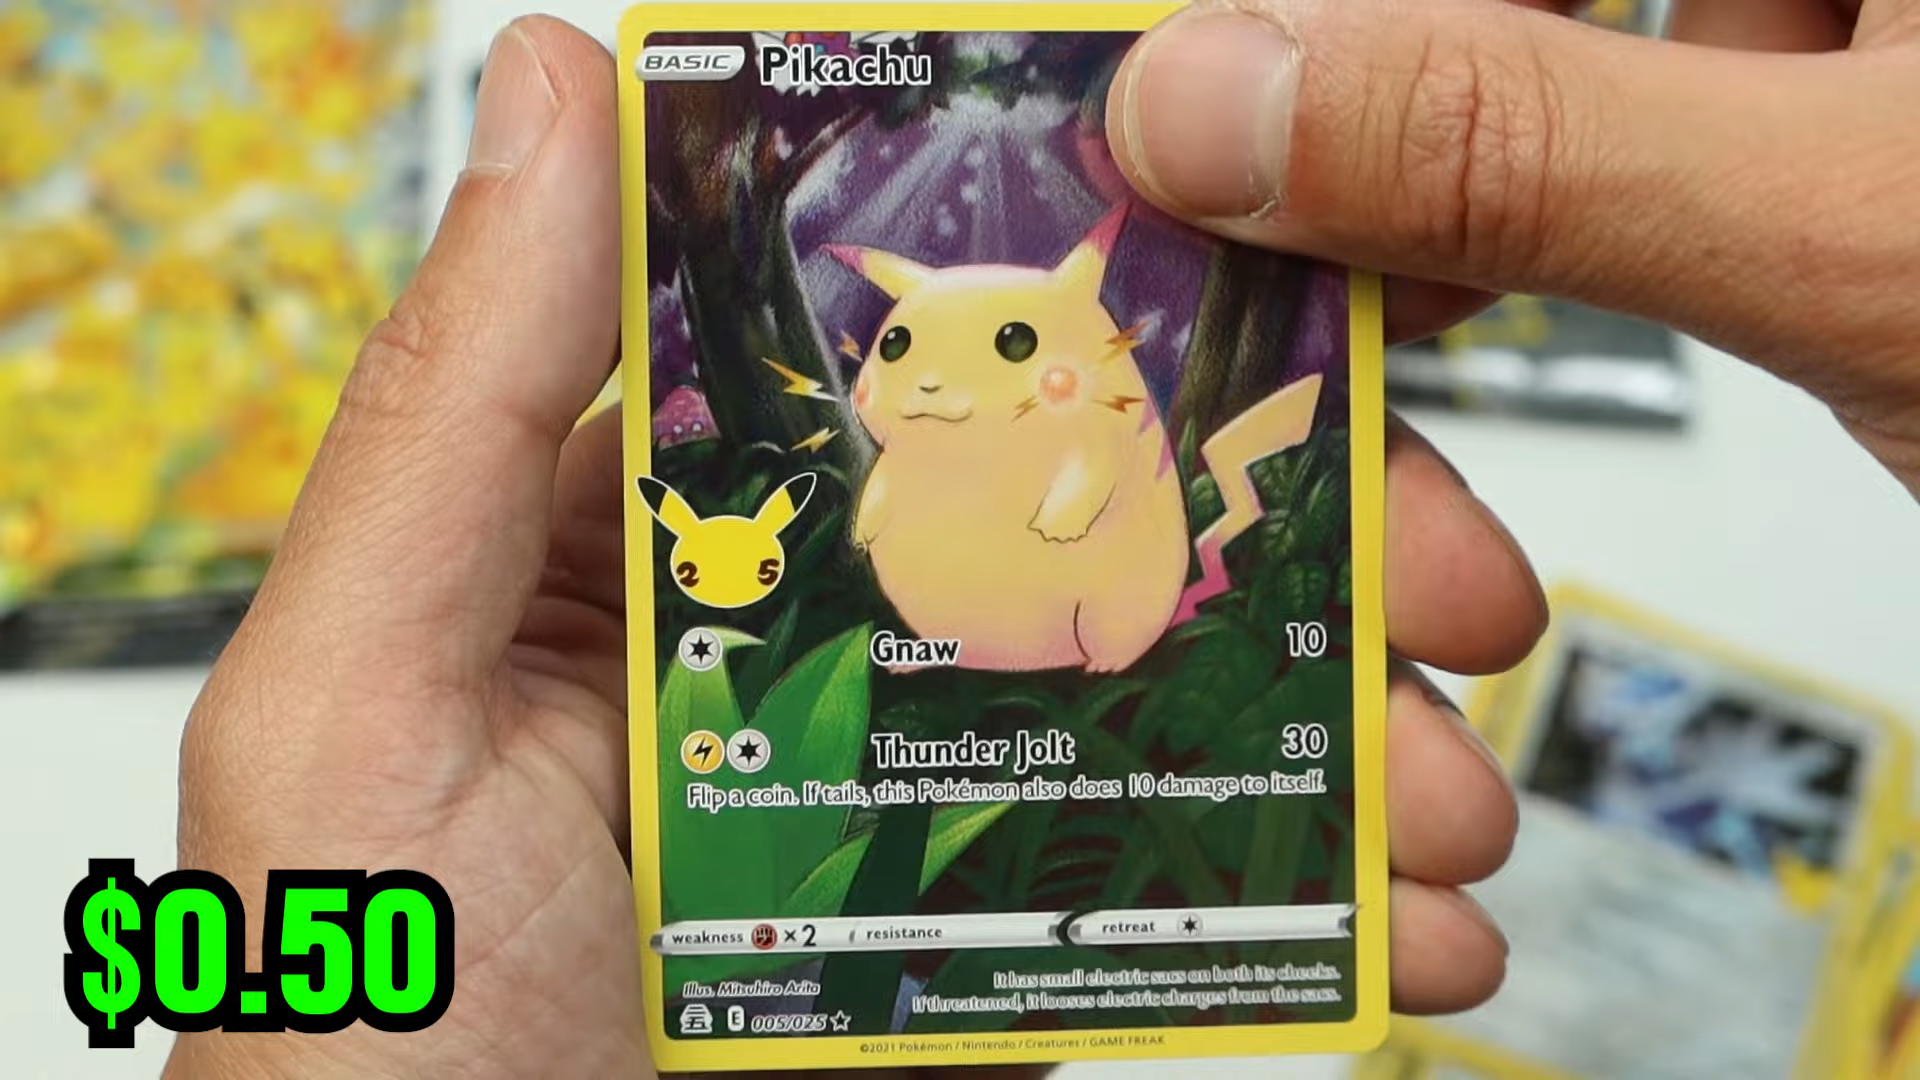 BASIC Pikachu
2 5
Gnaw 10
Thunder Jolt 30
Flip a coin. If tails, this Pokémon also does 10 damage to itself.
weakness ×2 resistance retreat
Illus. Mitsuhiro Arita
It has small electric sacs on both its cheeks.
If threatened, it looses electric charges from the sacs.
五 E 005/025
©2021 Pokémon / Nintendo / Creatures / GAME FREAK
$0.50